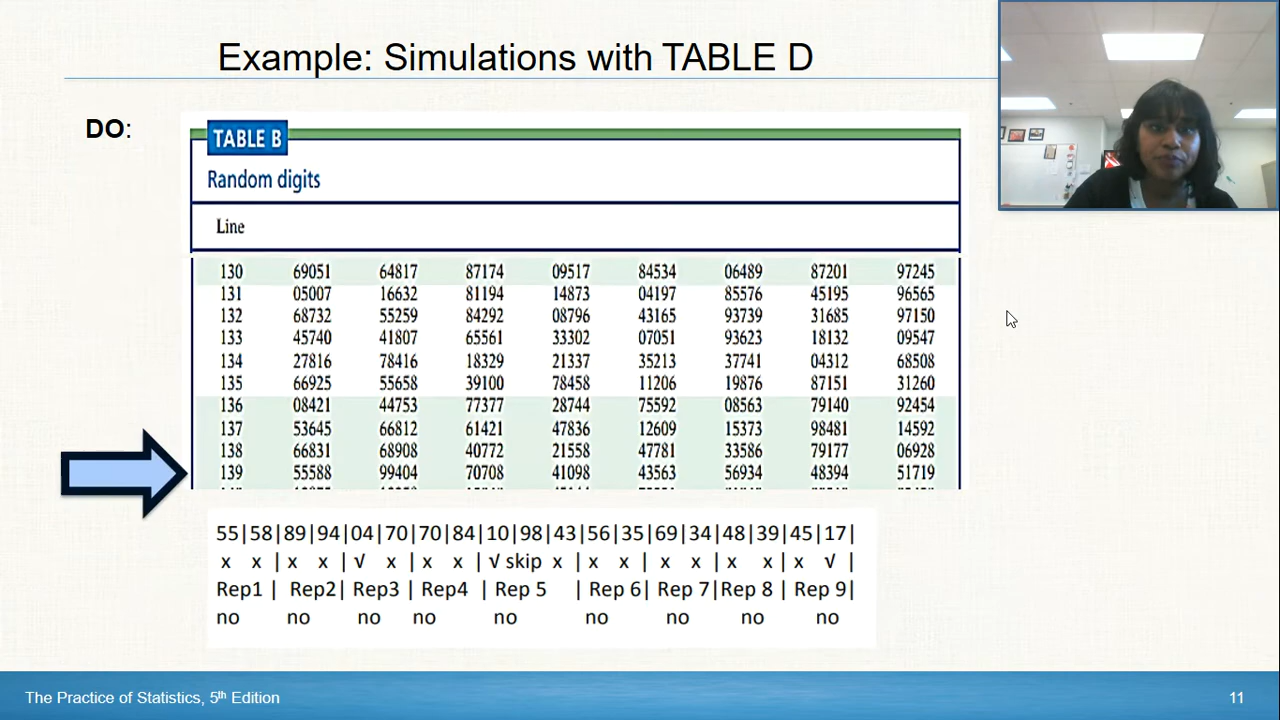 Example: Simulations with TABLE D
DO:
TABLE B
Random digits
Line
130 69051 64817 87174 09517 84534 06489 87201 97245
131 05007 16632 81194 14873 04197 85576 45195 96565
132 68732 55259 84292 08796 43165 93739 31685 97150
133 45740 41807 65561 33302 07051 93623 18132 09547
134 27816 78416 18329 21337 35213 37741 04312 68508
135 66925 55658 39100 78458 11206 19876 87151 31260
136 08421 44753 77377 28744 75592 08563 79140 92454
137 53645 66812 61421 47836 12609 15373 98481 14592
138 66831 68908 40772 21558 47781 33586 79177 06928
139 55588 99404 70708 41098 43563 56934 48394 51719
55|58|89|94|04|70|70|84|10|98|43|56|35|69|34|48|39|45|17|
x x | x x |√ x | x x | √ skip x | x x | x x | x x | x √ |
Rep1 | Rep2| Rep3 | Rep4 | Rep 5 | Rep 6| Rep 7|Rep 8 | Rep 9|
no no no no no no no no no
The Practice of Statistics, 5th Edition
11